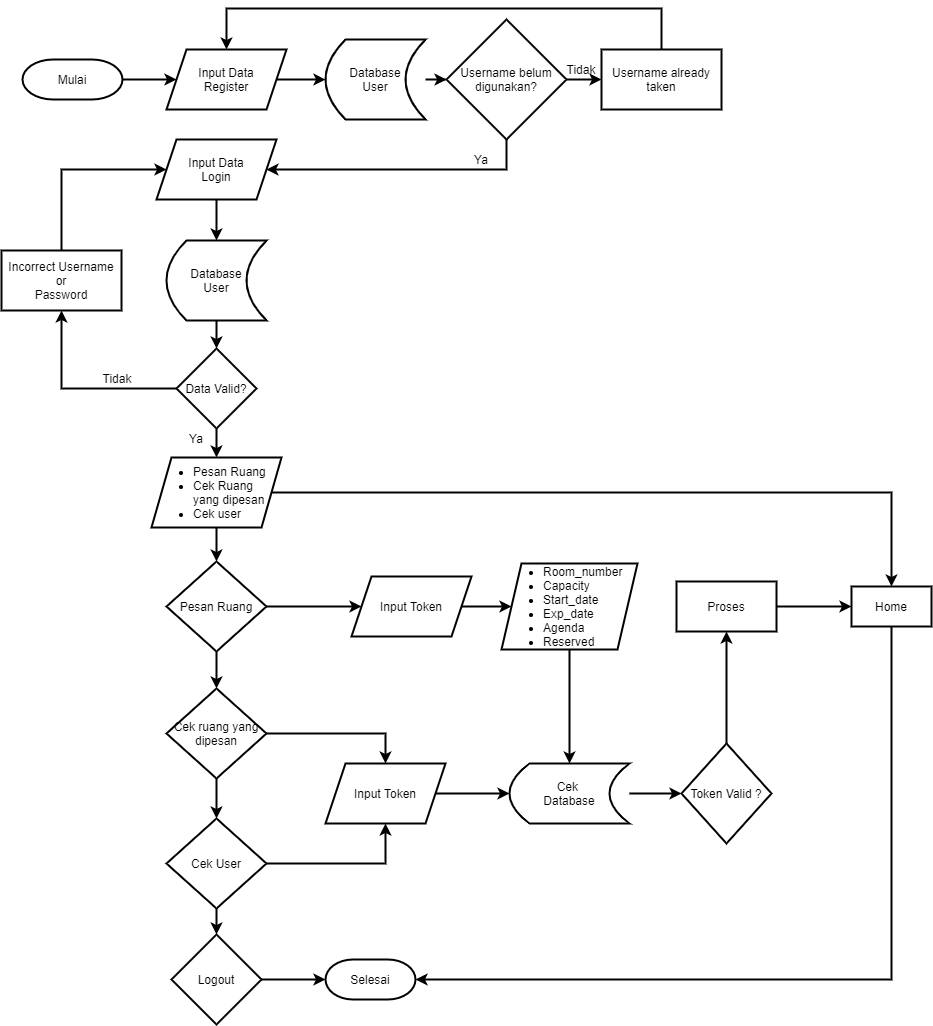 Mulai
Input Data
Register
Database
User
Username belum
digunakan?
Tidak
Username already
taken
Ya
Input Data
Login
Incorrect Username
or
Password
Database
User
Tidak
Data Valid?
Ya
• Pesan Ruang
• Cek Ruang
yang dipesan
• Cek user
Pesan Ruang
Input Token
• Room_number
• Capacity
• Start_date
• Exp_date
• Agenda
• Reserved
Proses
Home
Cek ruang yang
dipesan
Input Token
Cek
Database
Token Valid ?
Cek User
Logout
Selesai